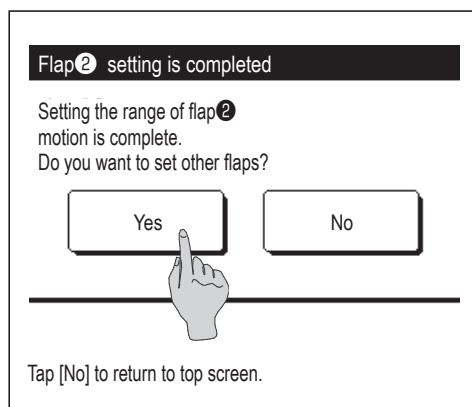 Flap❷ setting is completed
Setting the range of flap❷
motion is complete.
Do you want to set other flaps?
Yes No
Tap [No] to return to top screen.